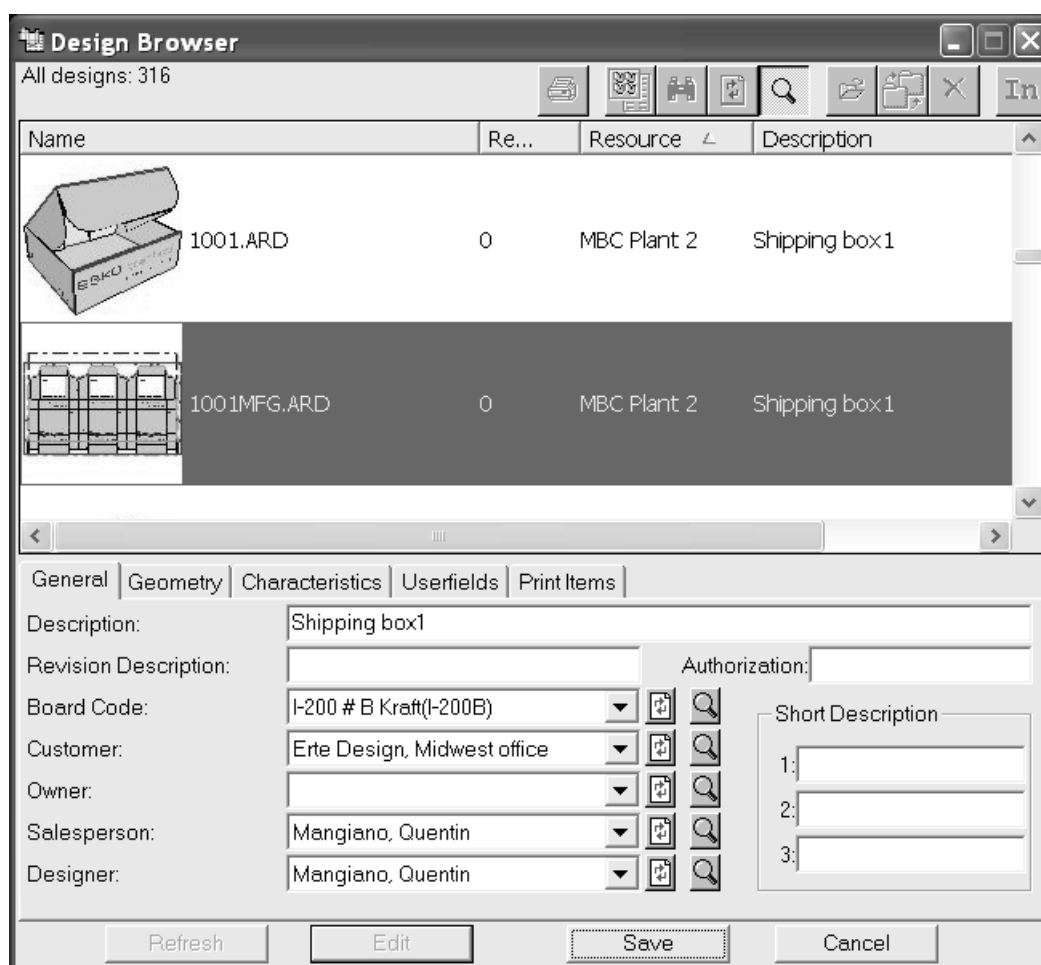 Design Browser
All designs: 316
In
Name Re... Resource Description
1001.ARD 0 MBC Plant 2 Shipping box1
ESKO
1001MFG.ARD 0 MBC Plant 2 Shipping box1
General Geometry Characteristics Userfields Print Items
Description: Shipping box1
Revision Description: Authorization:
Board Code: I-200 # B Kraft(I-200B)
Short Description
Customer: Erte Design, Midwest office
1:
Owner:
2:
Salesperson: Mangiano, Quentin
3:
Designer: Mangiano, Quentin
Refresh Edit Save Cancel